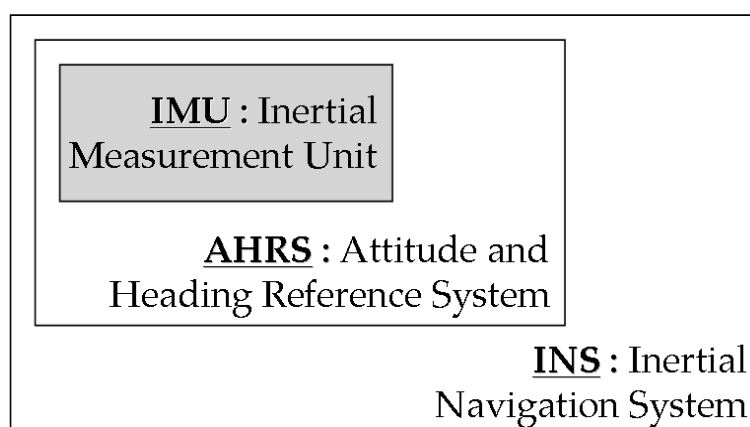 IMU : Inertial
Measurement Unit
AHRS : Attitude and
Heading Reference System
INS : Inertial
Navigation System